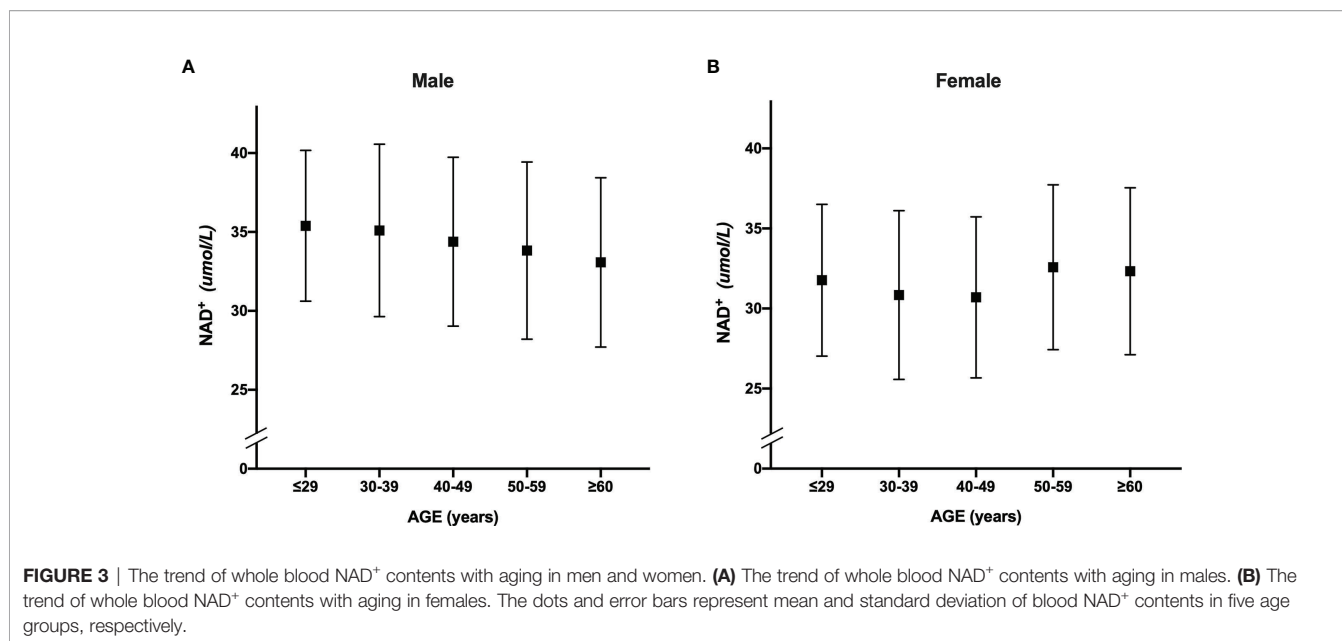 A
Male
NAD⁺ (umol/L)
40
35
30
25
0
≤29 30-39 40-49 50-59 ≥60
AGE (years)
B
Female
NAD⁺ (umol/L)
40
35
30
25
0
≤29 30-39 40-49 50-59 ≥60
AGE (years)
FIGURE 3 | The trend of whole blood NAD⁺ contents with aging in men and women. (A) The trend of whole blood NAD⁺ contents with aging in males. (B) The
trend of whole blood NAD⁺ contents with aging in females. The dots and error bars represent mean and standard deviation of blood NAD⁺ contents in five age
groups, respectively.